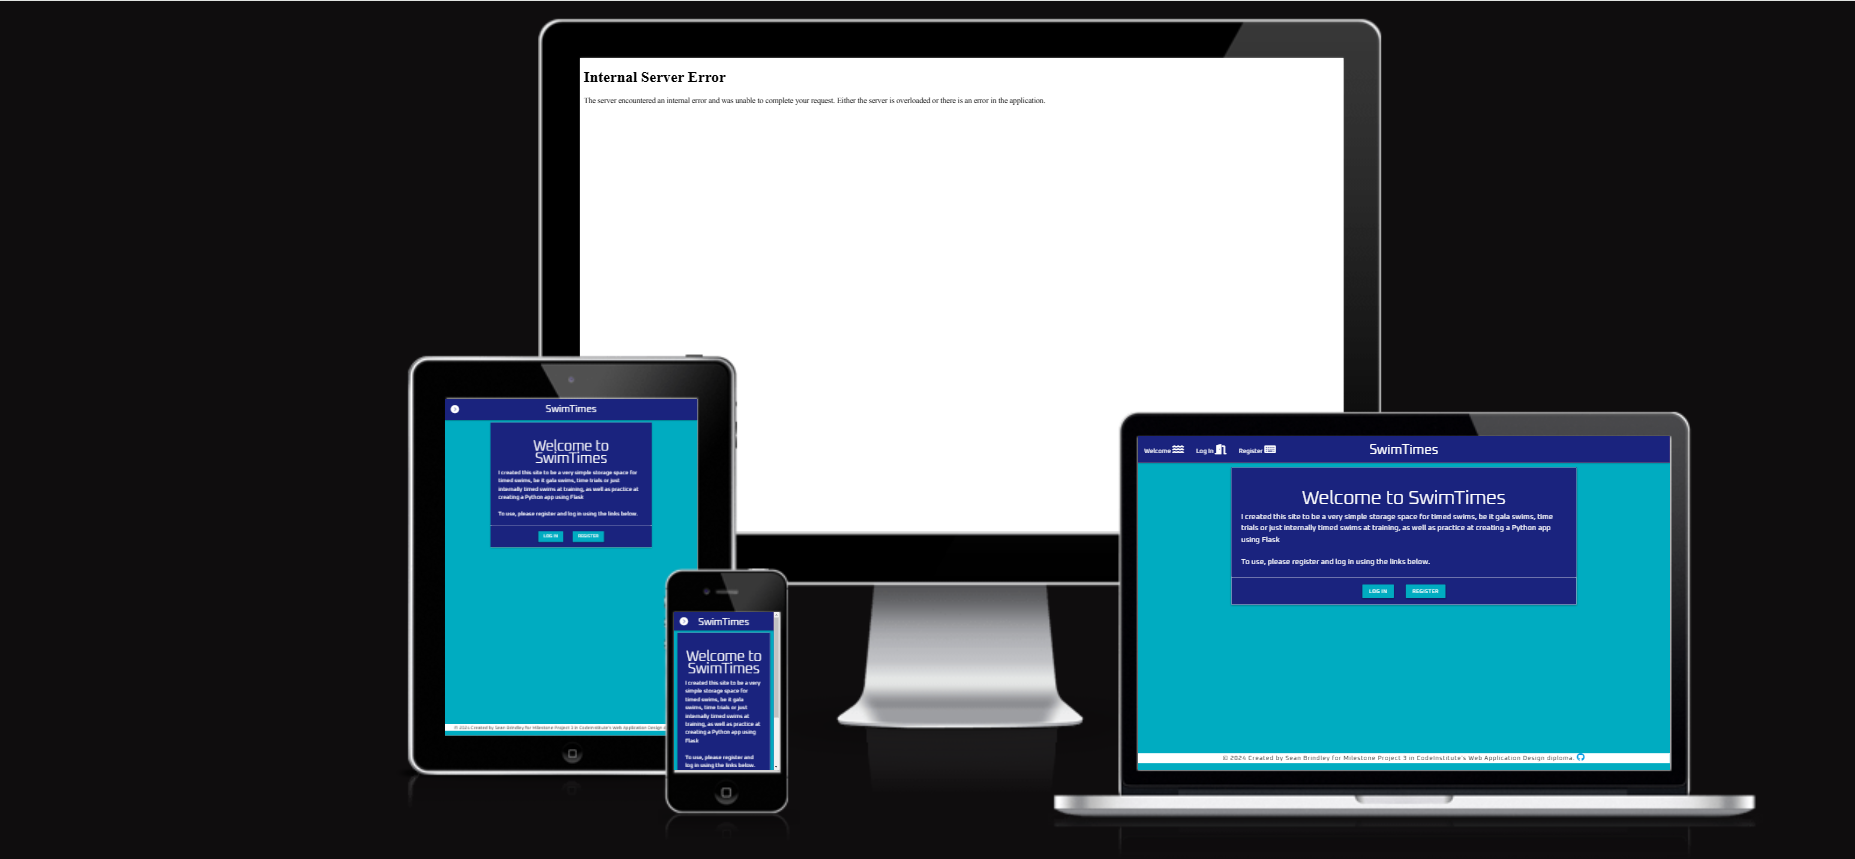 Internal Server Error
The server encountered an internal error and was unable to complete your request. Either the server is overloaded or there is an error in the application.
SwimTimes
Welcome to
SwimTimes
I created this site to be a very simple storage space for
timed swims, be it gala swims, time trials or just
internally timed swims at training, as well as practice at
creating a Python app using Flask
To use, please register and log in using the links below.
LOG IN REGISTER
© 2024 Created by Sean Brindley for Milestone Project 3 in CodeInstitute's Web Application Design
SwimTimes
Welcome to
SwimTimes
I created this site to be a very
simple storage space for
timed swims, be it gala
swims, time trials or just
internally timed swims at
training, as well as practice at
creating a Python app using
Flask
To use, please register and
log in using the links below.
Welcome Log In Register SwimTimes
Welcome to SwimTimes
I created this site to be a very simple storage space for timed swims, be it gala swims, time
trials or just internally timed swims at training, as well as practice at creating a Python app
using Flask
To use, please register and log in using the links below.
LOG IN REGISTER
© 2024 Created by Sean Brindley for Milestone Project 3 in CodeInstitute's Web Application Design diploma.